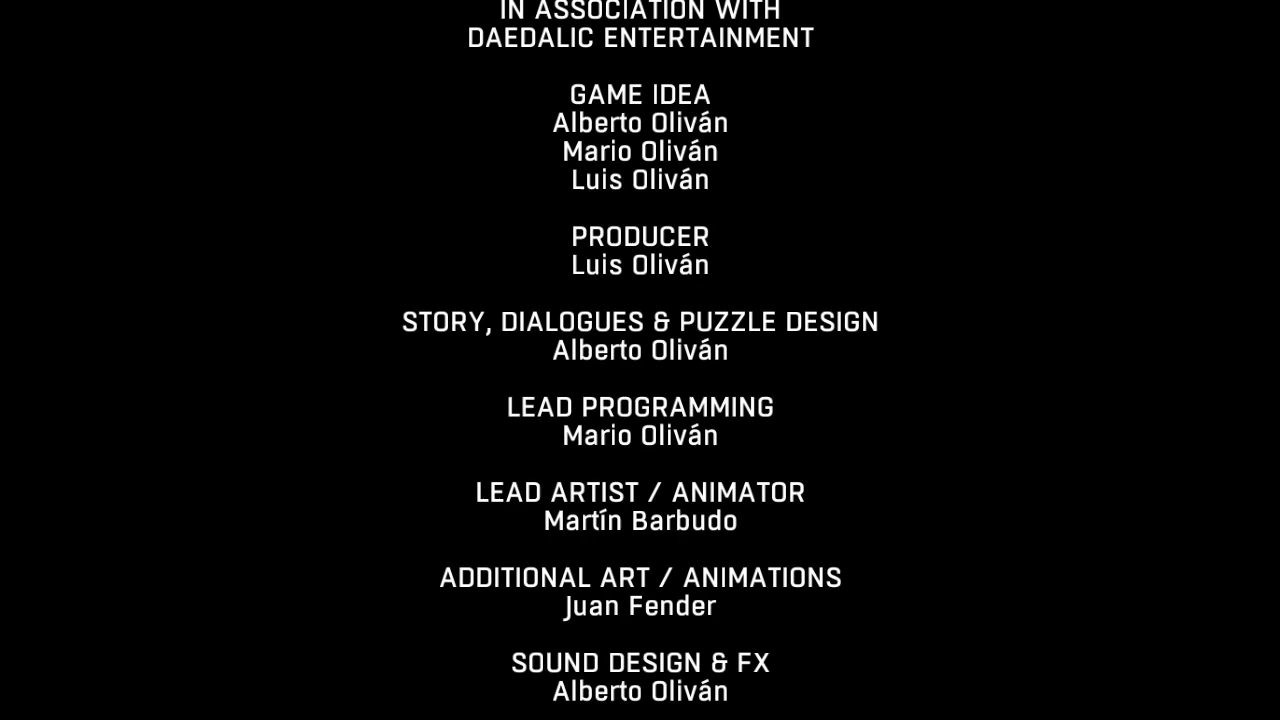 IN ASSOCIATION WITH
DAEDALIC ENTERTAINMENT
GAME IDEA
Alberto Oliván
Mario Oliván
Luis Oliván
PRODUCER
Luis Oliván
STORY, DIALOGUES & PUZZLE DESIGN
Alberto Oliván
LEAD PROGRAMMING
Mario Oliván
LEAD ARTIST / ANIMATOR
Martín Barbudo
ADDITIONAL ART / ANIMATIONS
Juan Fender
SOUND DESIGN & FX
Alberto Oliván